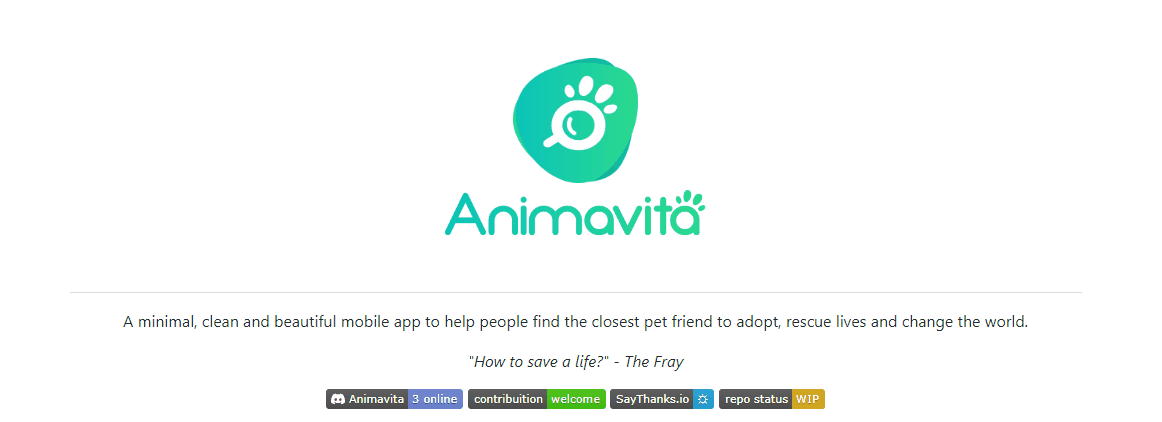 Animavita
A minimal, clean and beautiful mobile app to help people find the closest pet friend to adopt, rescue lives and change the world.
"How to save a life?" - The Fray
Animavita 3 online contribuition welcome SayThanks.io ☼ repo status WIP